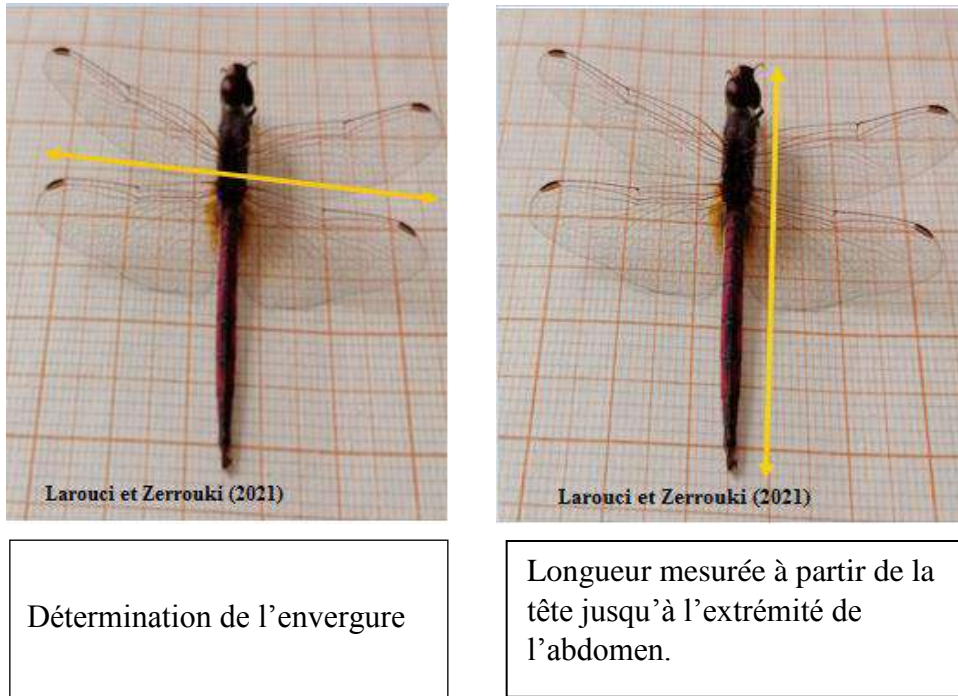 Larouci et Zerrouki (2021)
Larouci et Zerrouki (2021)
Détermination de l’envergure
Longueur mesurée à partir de la
tête jusqu’à l’extrémité de
l’abdomen.